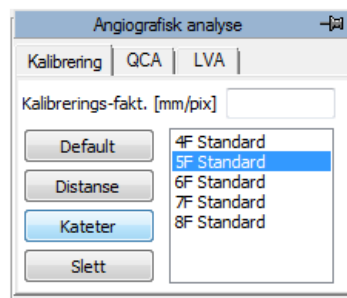 Angiografisk analyse
Kalibrering QCA LVA
Kalibrerings-fakt. [mm/pix]
Default
Distanse
Kateter
Slett
4F Standard
5F Standard
6F Standard
7F Standard
8F Standard